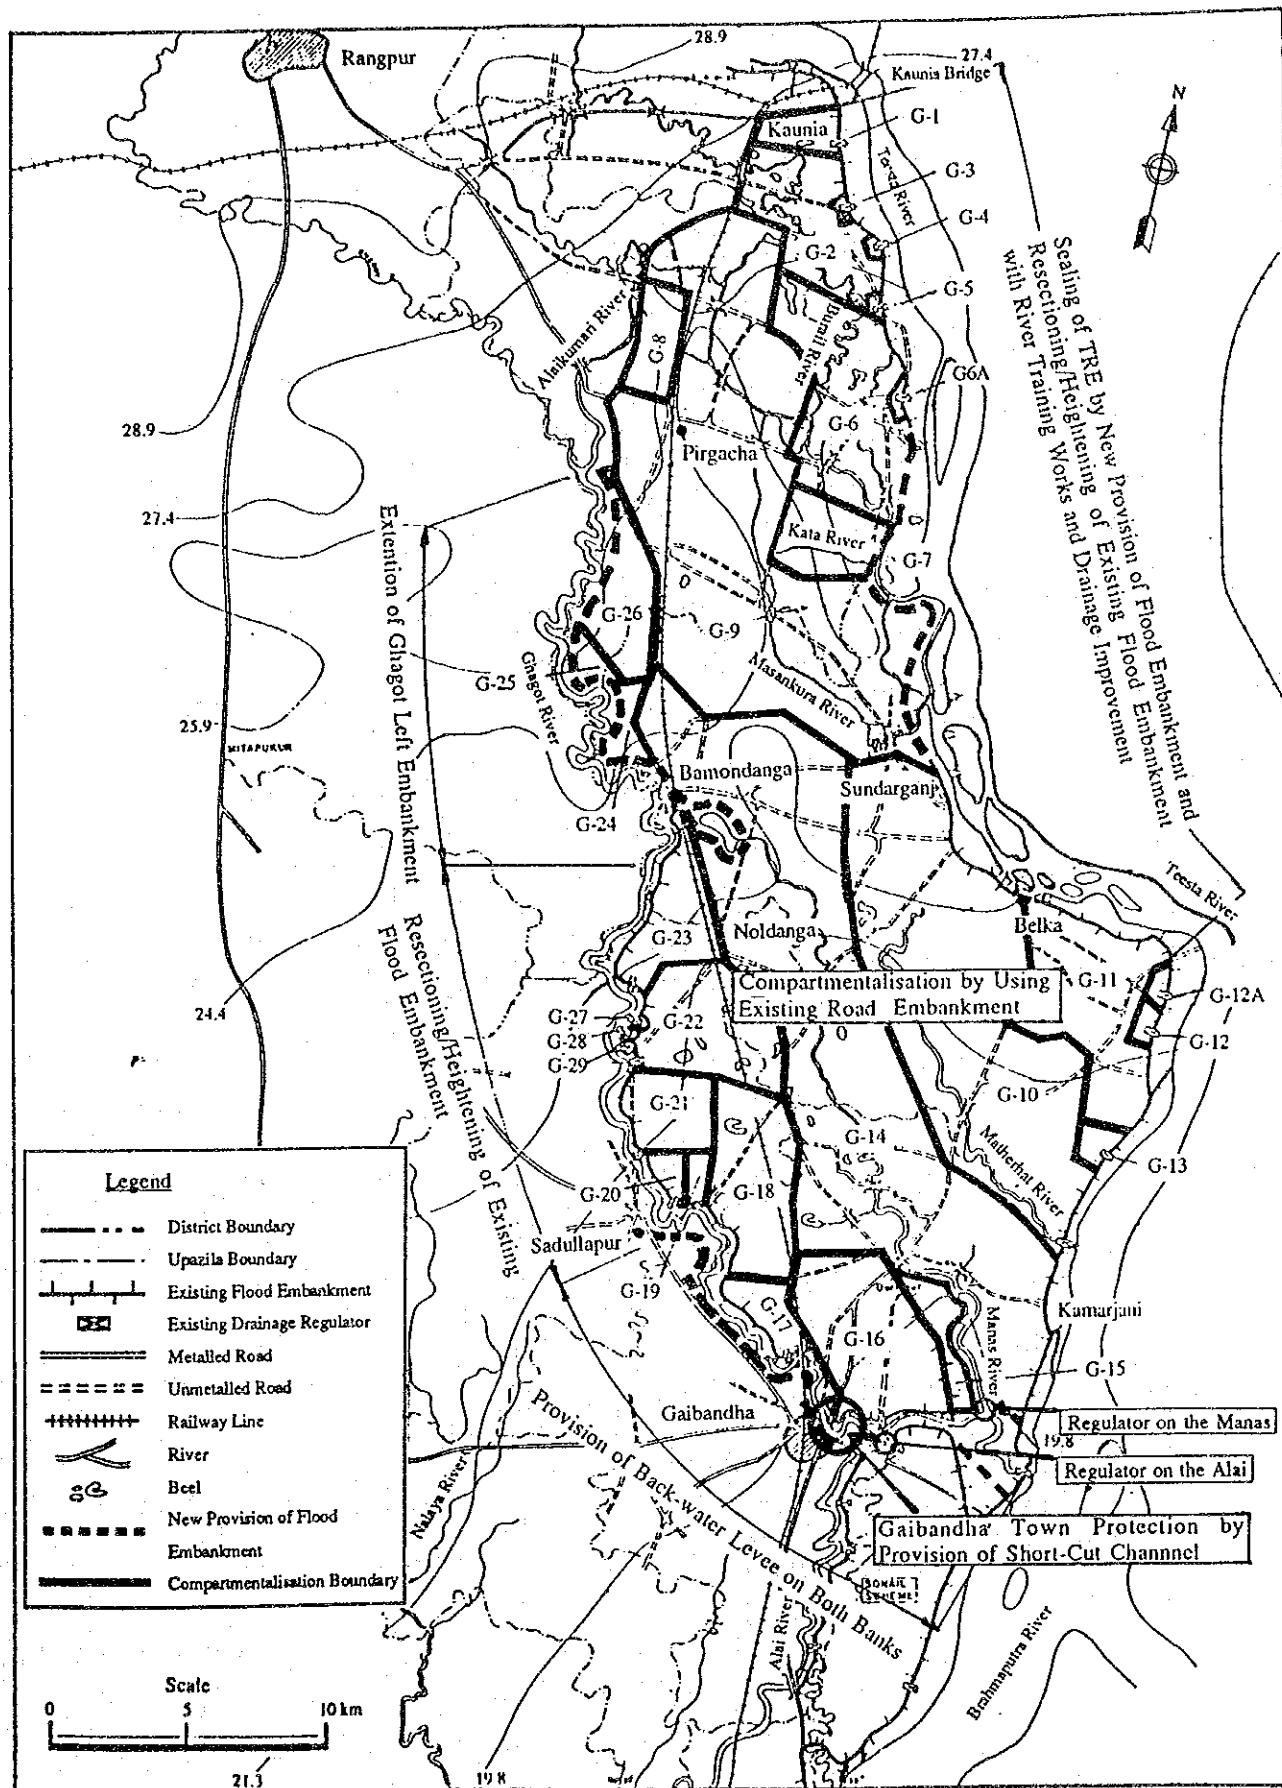 28.9
27.4
Rangpur
Kaunia Bridge
N
G-1
Kaunia
Teesta River
G-3
G-4
G-2
G-5
Burail River
Alaikumari River
G-8
G6A
G-6
28.9
Pirgacha
Sealing of TRE by New Provision of Flood Embankment and
Resectioning/Heightening of Existing Flood Embankment
with River Training Works and Drainage Improvement
27.4
Kata River
G-7
Extention of Ghagot Left Embankment
G-26
G-9
G-25
Ghagot River
Masankura River
25.9
MITAPUKUR
Bamondanga
Sundarganj
G-24
Teesta River
Resectioning/Heightening of Existing
Flood Embankment
G-23
Noldanga
Belka
Compartmentalisation by Using
Existing Road Embankment
G-11
G-12A
24.4
G-27
G-22
G-28
G-12
G-29
G-10
G-21
G-14
Matherhat River
G-13
G-20
G-18
Sadullapur
G-19
G-17
G-16
Kamarjani
Manas River
G-15
Gaibandha
Regulator on the Manas
19.8
Regulator on the Alai
Provision of Back-water Levee on Both Banks
Nalaya River
Gaibandha Town Protection by
Provision of Short-Cut Channnel
SONAIL
SCHEME
Alai River
Brahmaputra River
Legend
District Boundary
Upazila Boundary
Existing Flood Embankment
Existing Drainage Regulator
Metalled Road
Unmetalled Road
Railway Line
River
Beel
New Provision of Flood
Embankment
Compartmentalisation Boundary
Scale
0 5 10 km
21.3
19.8